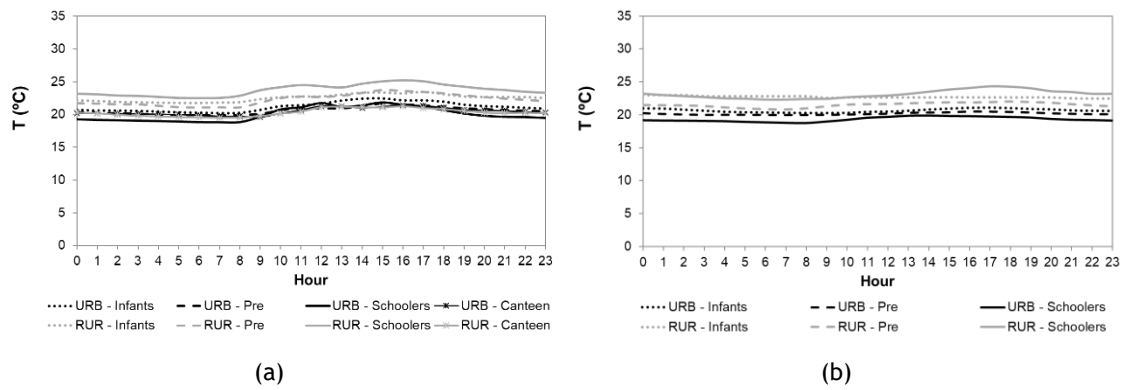 35
30
25
20
15
10
5
0
T (ºC)
0 1 2 3 4 5 6 7 8 9 10 11 12 13 14 15 16 17 18 19 20 21 22 23
Hour
URB - Infants URB - Pre URB - Schoolers URB - Canteen
RUR - Infants RUR - Pre RUR - Schoolers RUR - Canteen
(a)
35
30
25
20
15
10
5
0
T (ºC)
0 1 2 3 4 5 6 7 8 9 10 11 12 13 14 15 16 17 18 19 20 21 22 23
Hour
URB - Infants URB - Pre URB - Schoolers
RUR - Infants RUR - Pre RUR - Schoolers
(b)